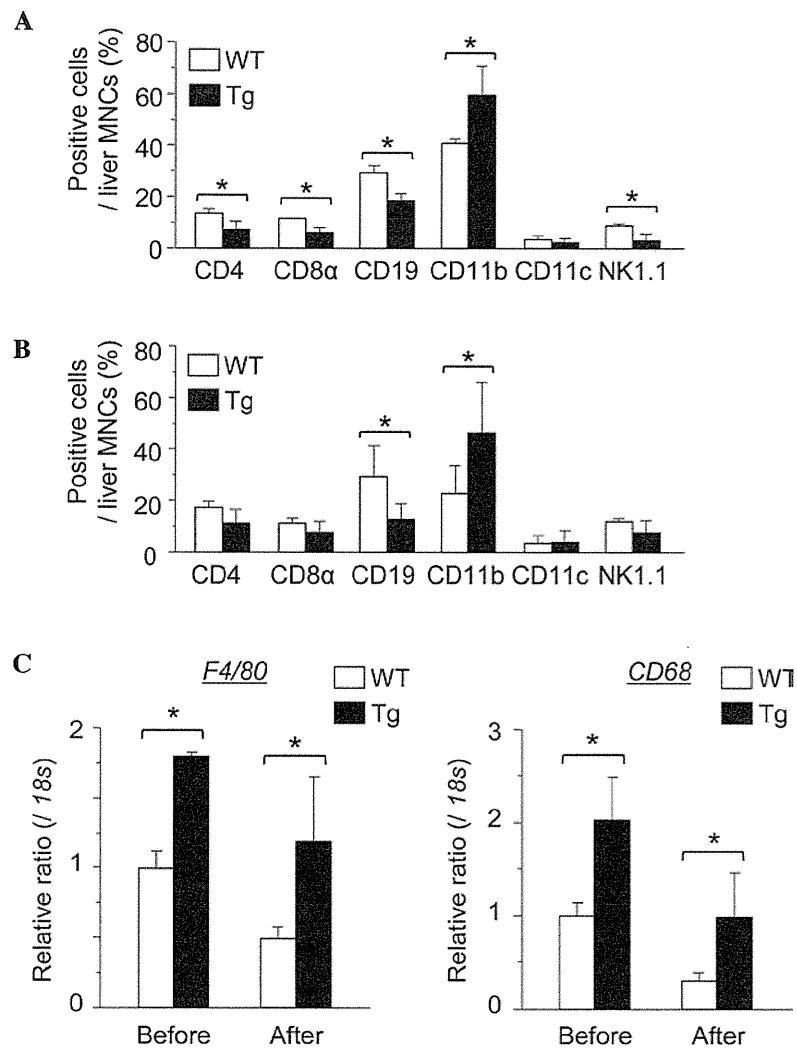 A
Positive cells
/ liver MNCs (%)
80
60
40
20
0
WT
Tg
*
*
*
*
*
CD4 CD8α CD19 CD11b CD11c NK1.1
B
Positive cells
/ liver MNCs (%)
80
60
40
20
0
WT
Tg
*
*
CD4 CD8α CD19 CD11b CD11c NK1.1
C
F4/80
WT
Tg
Relative ratio (/ 18s)
2
1
0
*
*
Before After
CD68
WT
Tg
Relative ratio (/ 18s)
3
2
1
0
*
*
Before After